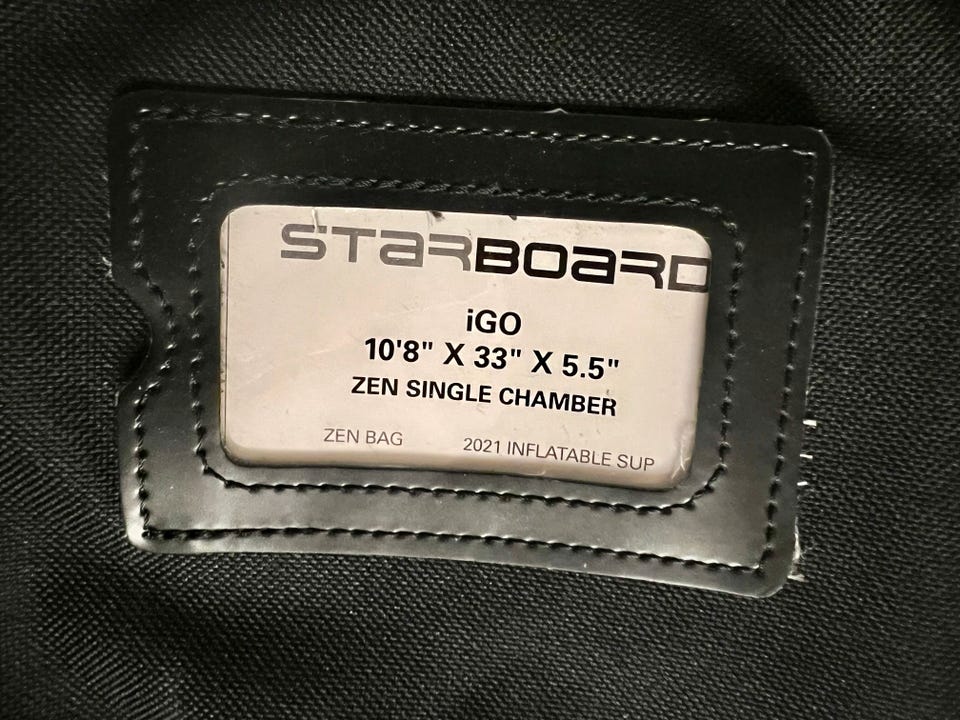 STARBOARD
iGO
10'8" X 33" X 5.5"
ZEN SINGLE CHAMBER
ZEN BAG 2021 INFLATABLE SUP